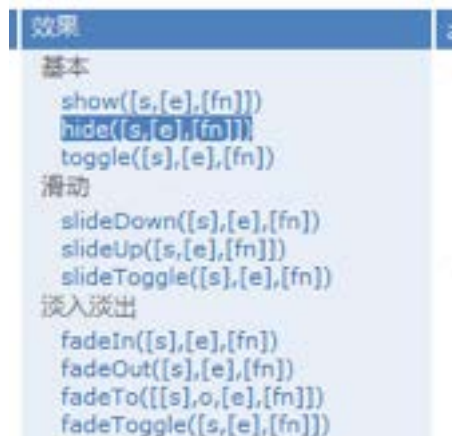 效果
基本
show([s,[e],[fn]])
hide([s,[e],[fn]])
toggle([s],[e],[fn])
滑动
slideDown([s],[e],[fn])
slideUp([s,[e],[fn]])
slideToggle([s],[e],[fn])
淡入淡出
fadeIn([s],[e],[fn])
fadeOut([s],[e],[fn])
fadeTo([[s],o,[e],[fn]])
fadeToggle([s,[e],[fn]])